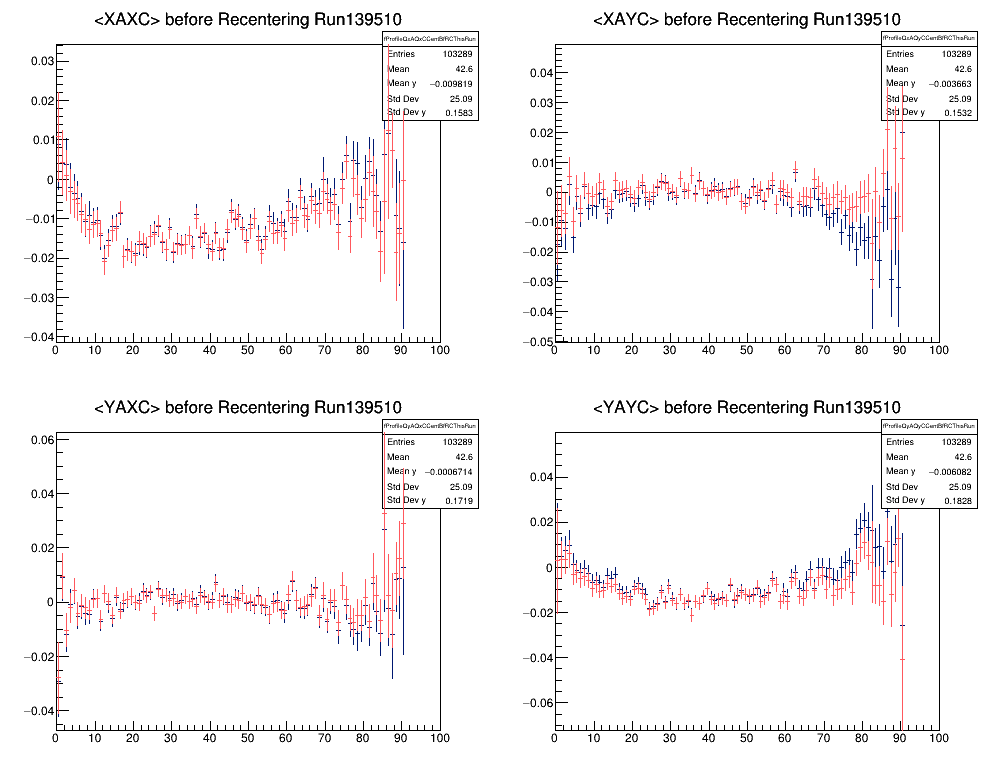 <XAXC> before Recentering Run139510
fProfileQxAQxCCentBfRCThisRun
Entries 103289
Mean 42.6
Mean y −0.009819
Std Dev 25.09
Std Dev y 0.1583
0.03
0.02
0.01
0
−0.01
−0.02
−0.03
−0.04
0 10 20 30 40 50 60 70 80 90 100
<XAYC> before Recentering Run139510
fProfileQxAQyCCentBfRCThisRun
Entries 103289
Mean 42.6
Mean y −0.003663
Std Dev 25.09
Std Dev y 0.1532
0.04
0.03
0.02
0.01
0
−0.01
−0.02
−0.03
−0.04
−0.05
0 10 20 30 40 50 60 70 80 90 100
<YAXC> before Recentering Run139510
fProfileQyAQxCCentBfRCThisRun
Entries 103289
Mean 42.6
Mean y −0.0006714
Std Dev 25.09
Std Dev y 0.1719
0.06
0.04
0.02
0
−0.02
−0.04
0 10 20 30 40 50 60 70 80 90 100
<YAYC> before Recentering Run139510
fProfileQyAQyCCentBfRCThisRun
Entries 103289
Mean 42.6
Mean y −0.006082
Std Dev 25.09
Std Dev y 0.1828
0.04
0.02
0
−0.02
−0.04
−0.06
0 10 20 30 40 50 60 70 80 90 100